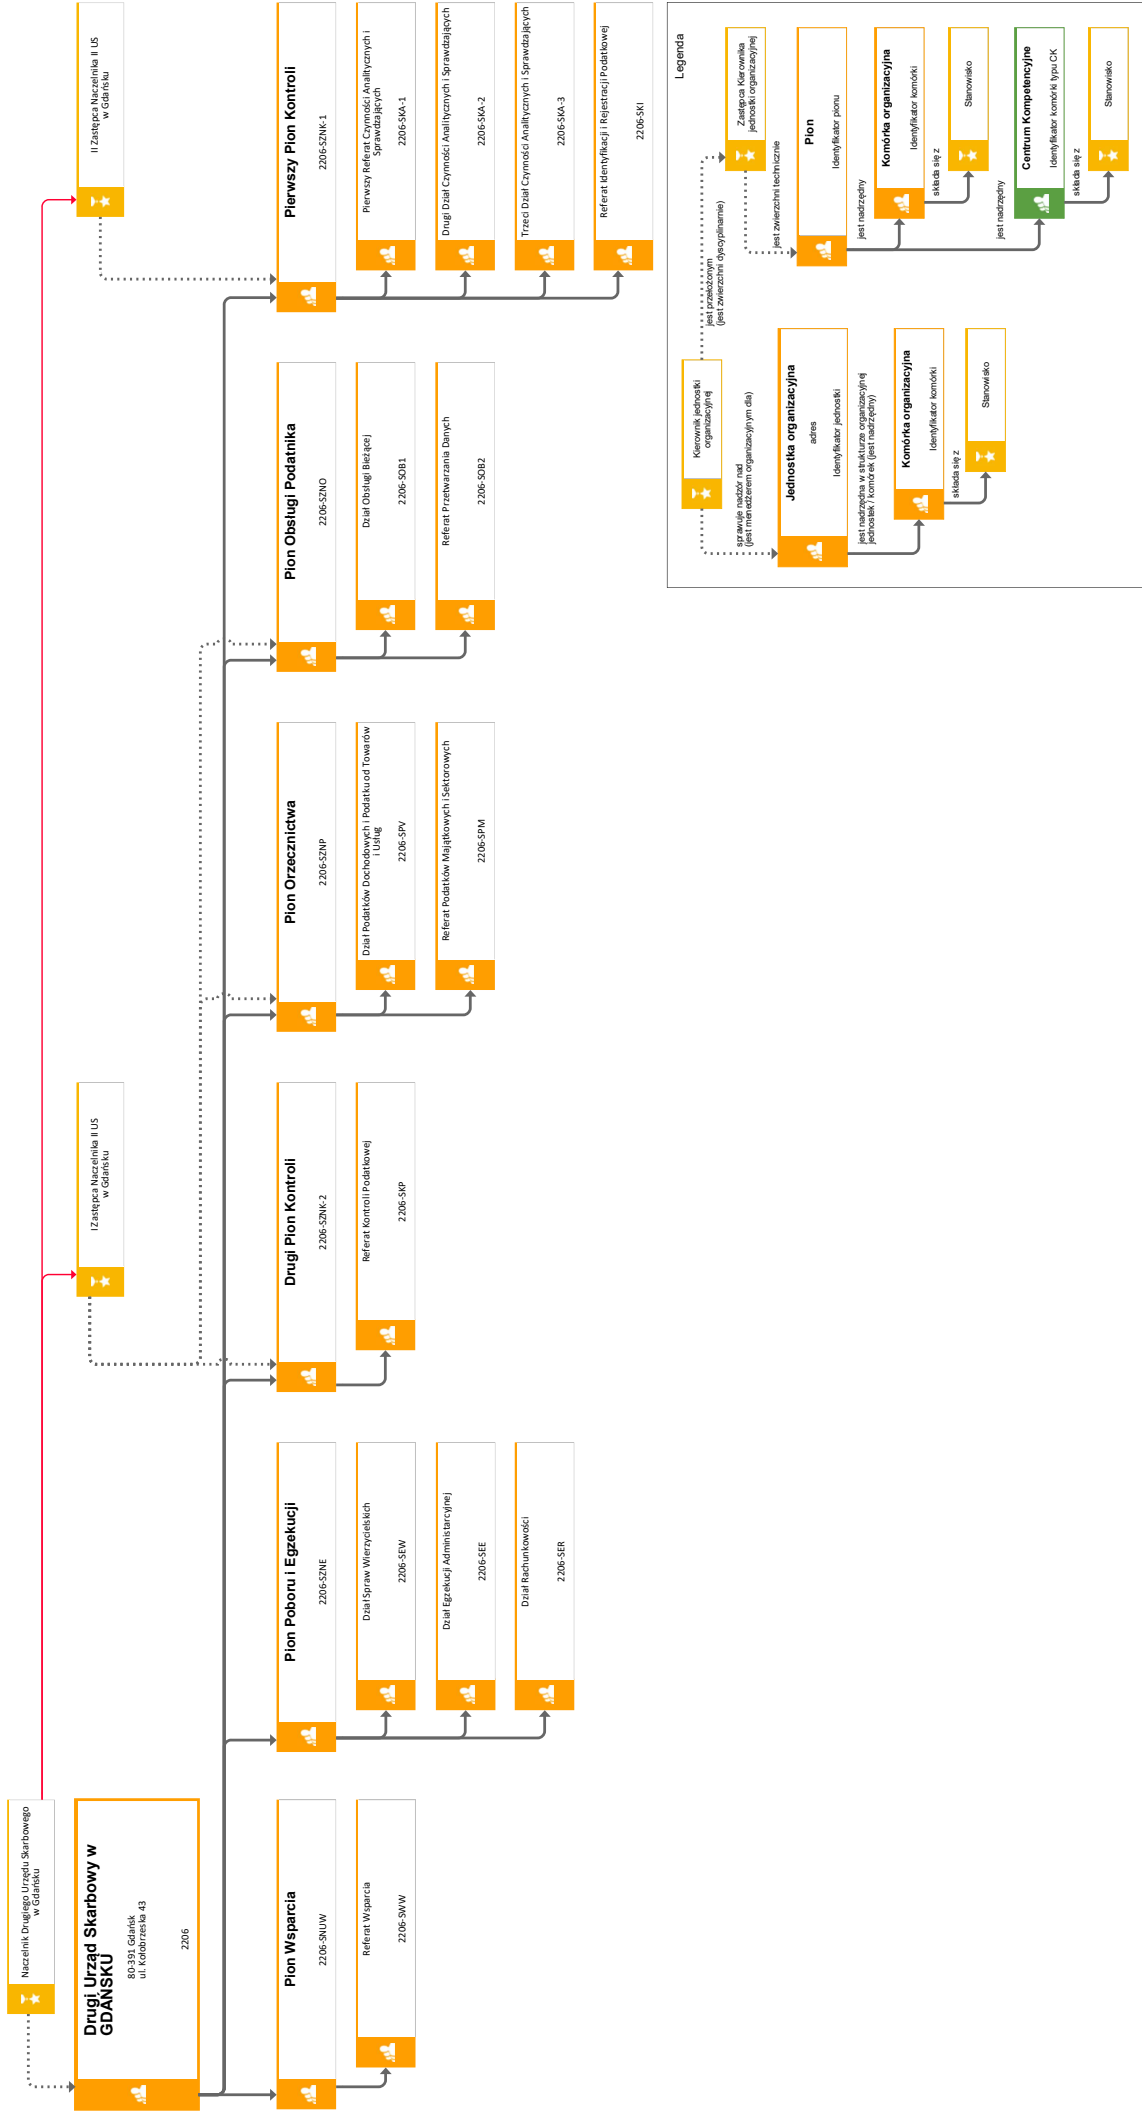 Naczelnik Drugiego Urzędu Skarbowego
w Gdańsku
I Zastępca Naczelnika II US
w Gdańsku
II Zastępca Naczelnika II US
w Gdańsku
Drugi Urząd Skarbowy w
GDAŃSKU
80-391 Gdańsk
ul. Kołobrzeska 43
2206
Pion Wsparcia
2206-SNUW
Referat Wsparcia
2206-SWW
Pion Poboru i Egzekucji
2206-SZNE
Dział Spraw Wierzycielskich
2206-SEW
Dział Egzekucji Administarcyjnej
2206-SEE
Dział Rachunkowości
2206-SER
Drugi Pion Kontroli
2206-SZNK-2
Referat Kontroli Podatkowej
2206-SKP
Pion Orzecznictwa
2206-SZNP
Dział Podatków Dochodowych i Podatku od Towarów
i Usług
2206-SPV
Referat Podatków Majątkowych i Sektorowych
2206-SPM
Pion Obsługi Podatnika
2206-SZNO
Dział Obsługi Bieżącej
2206-SOB1
Referat Przetwarzania Danych
2206-SOB2
Pierwszy Pion Kontroli
2206-SZNK-1
Pierwszy Referat Czynności Analitycznych i
Sprawdzających
2206-SKA-1
Drugi Dział Czynności Analitycznych i Sprawdzających
2206-SKA-2
Trzeci Dział Czynności Analitycznych i Sprawdzających
2206-SKA-3
Referat Identyfikacji i Rejestracji Podatkowej
2206-SKI
Legenda
Kierownik jednostki
organizacyjnej
jest przełożonym
(jest zwierzchni dyscyplinarnie)
Zastępca Kierownika
jednostki organizacyjnej
sprawuje nadzór nad
(jest menedżerem organizacyjnym dla)
jest zwierzchni technicznie
Jednostka organizacyjna
adres
Identyfikator jednostki
jest nadrzędna w strukturze organizacyjnej
jednostek / komórek (jest nadrzędny)
Komórka organizacyjna
Identyfikator komórki
składa się z
Stanowisko
Pion
Identyfikator pionu
jest nadrzędny
Komórka organizacyjna
Identyfikator komórki
składa się z
Stanowisko
jest nadrzędny
Centrum Kompetencyjne
Identyfikator komórki typu CK
składa się z
Stanowisko